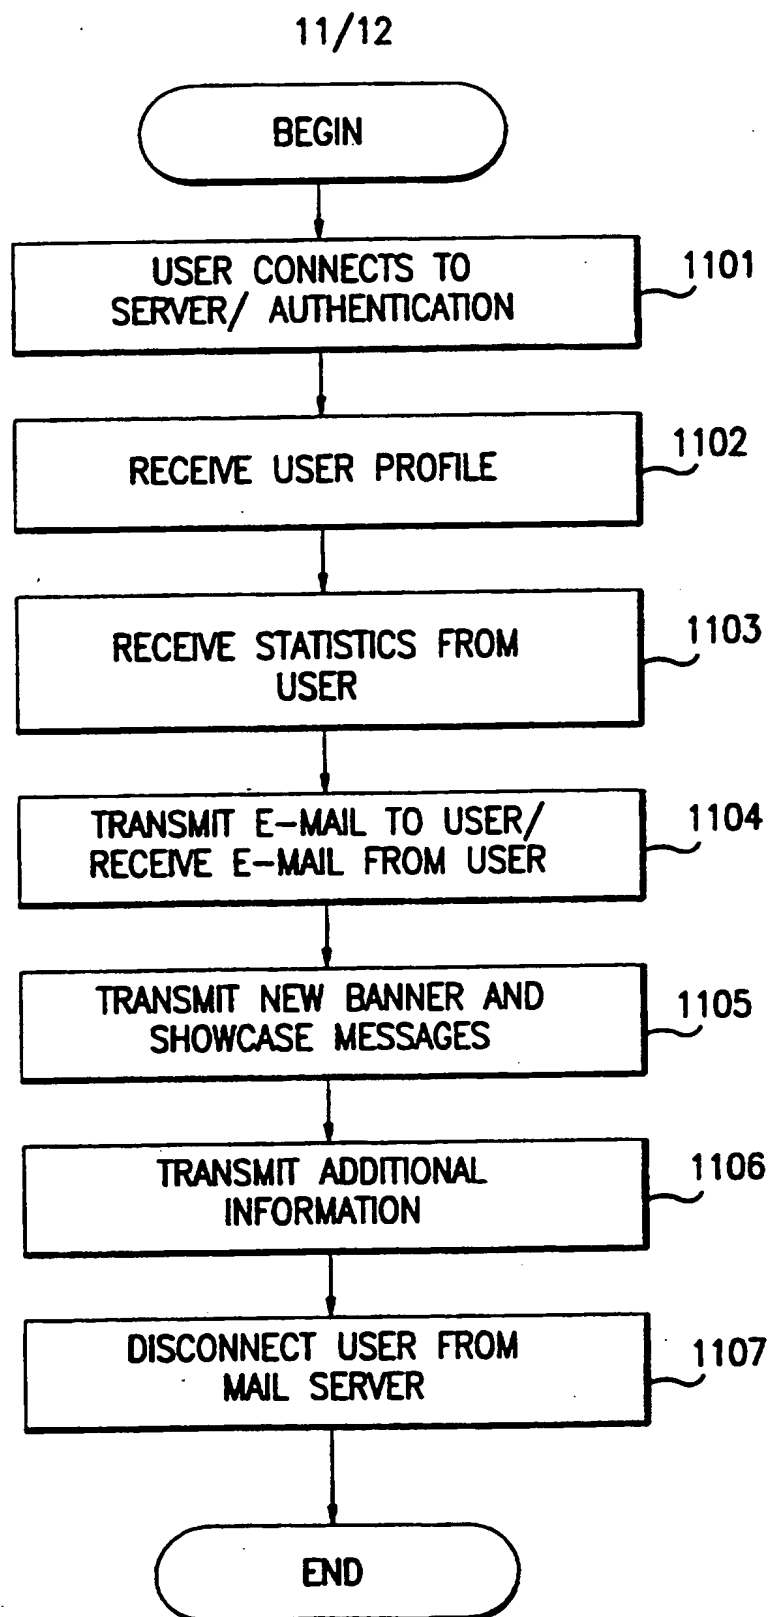 11/12
BEGIN
USER CONNECTS TO
SERVER/ AUTHENTICATION
1101
RECEIVE USER PROFILE
1102
RECEIVE STATISTICS FROM
USER
1103
TRANSMIT E-MAIL TO USER/
RECEIVE E-MAIL FROM USER
1104
TRANSMIT NEW BANNER AND
SHOWCASE MESSAGES
1105
TRANSMIT ADDITIONAL
INFORMATION
1106
DISCONNECT USER FROM
MAIL SERVER
1107
END